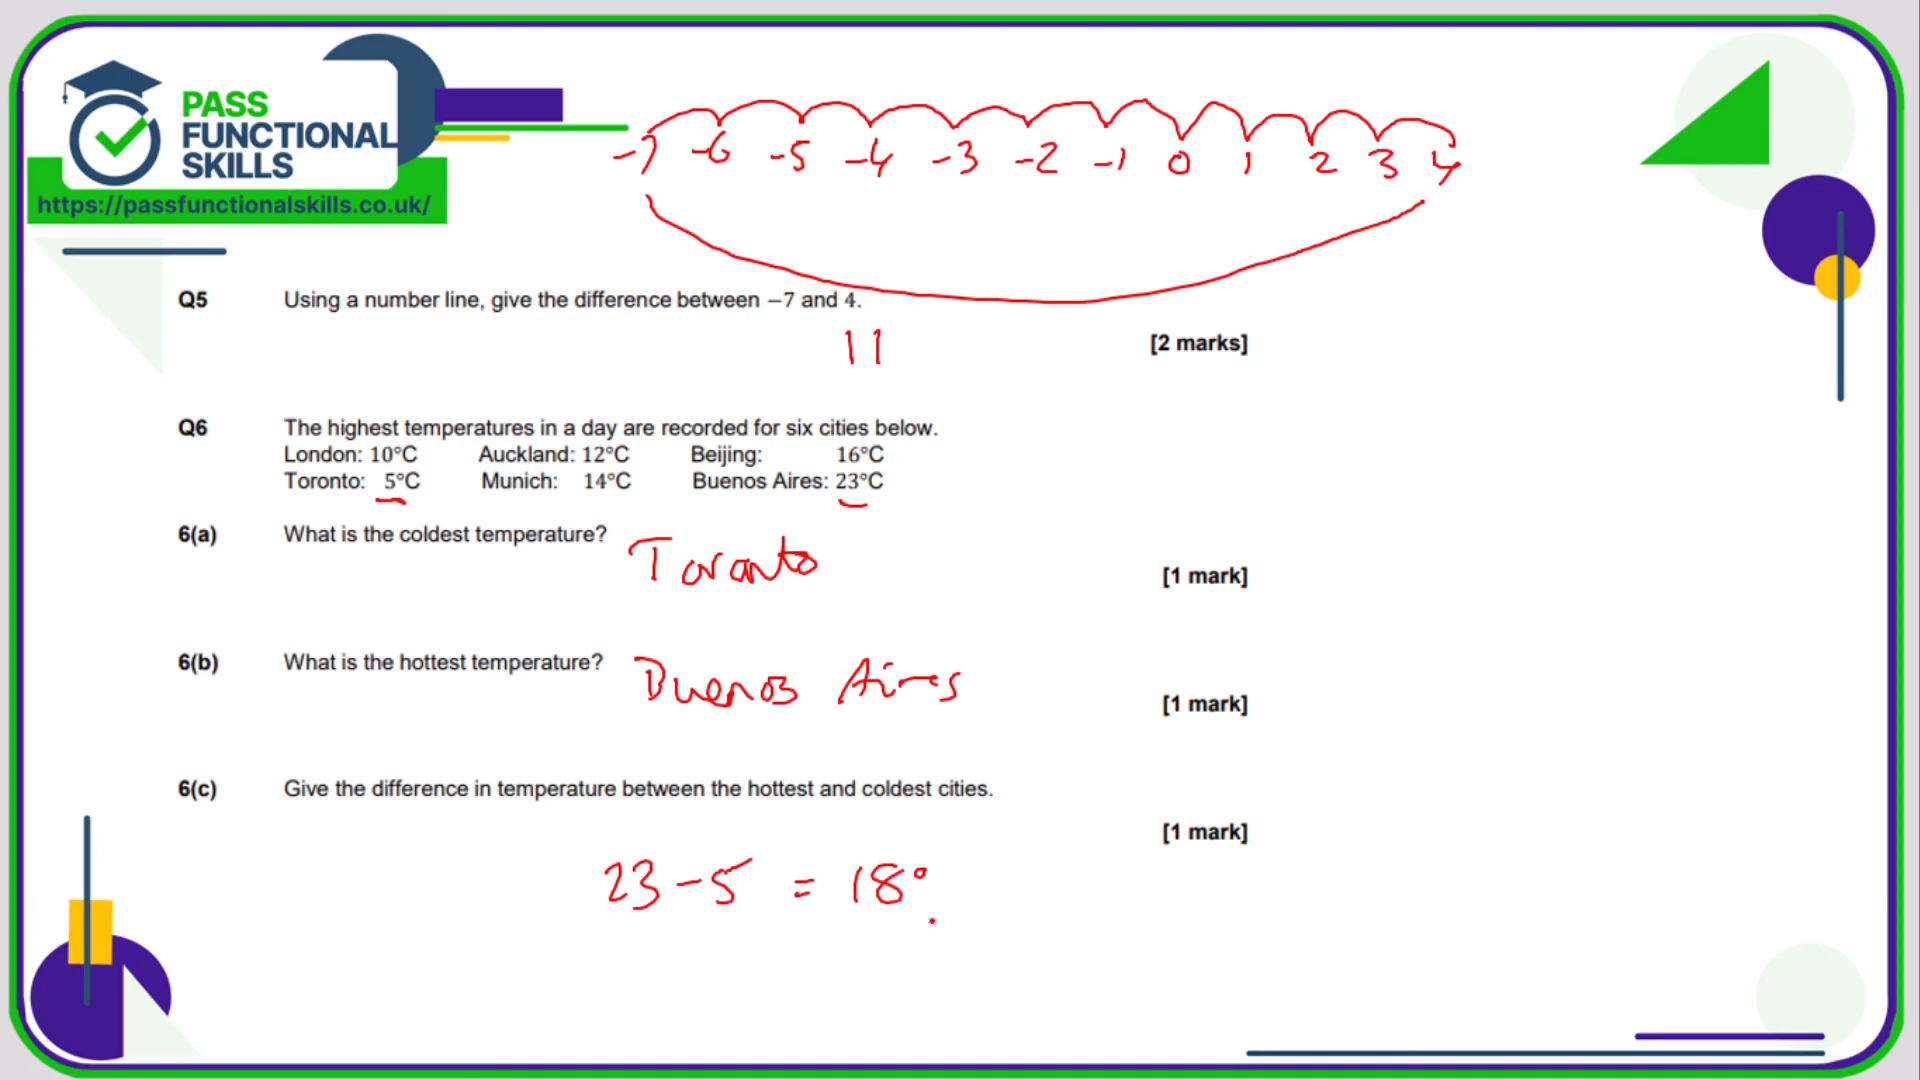 PASS
FUNCTIONAL
SKILLS
https://passfunctionalskills.co.uk/
-7 -6 -5 -4 -3 -2 -1 0 1 2 3 4
Q5 Using a number line, give the difference between −7 and 4.
11
[2 marks]
Q6 The highest temperatures in a day are recorded for six cities below.
London: 10°C Auckland: 12°C Beijing: 16°C
Toronto: 5°C Munich: 14°C Buenos Aires: 23°C
6(a) What is the coldest temperature?
Toronto
[1 mark]
6(b) What is the hottest temperature?
Buenos Aires
[1 mark]
6(c) Give the difference in temperature between the hottest and coldest cities.
[1 mark]
23 - 5 = 18°